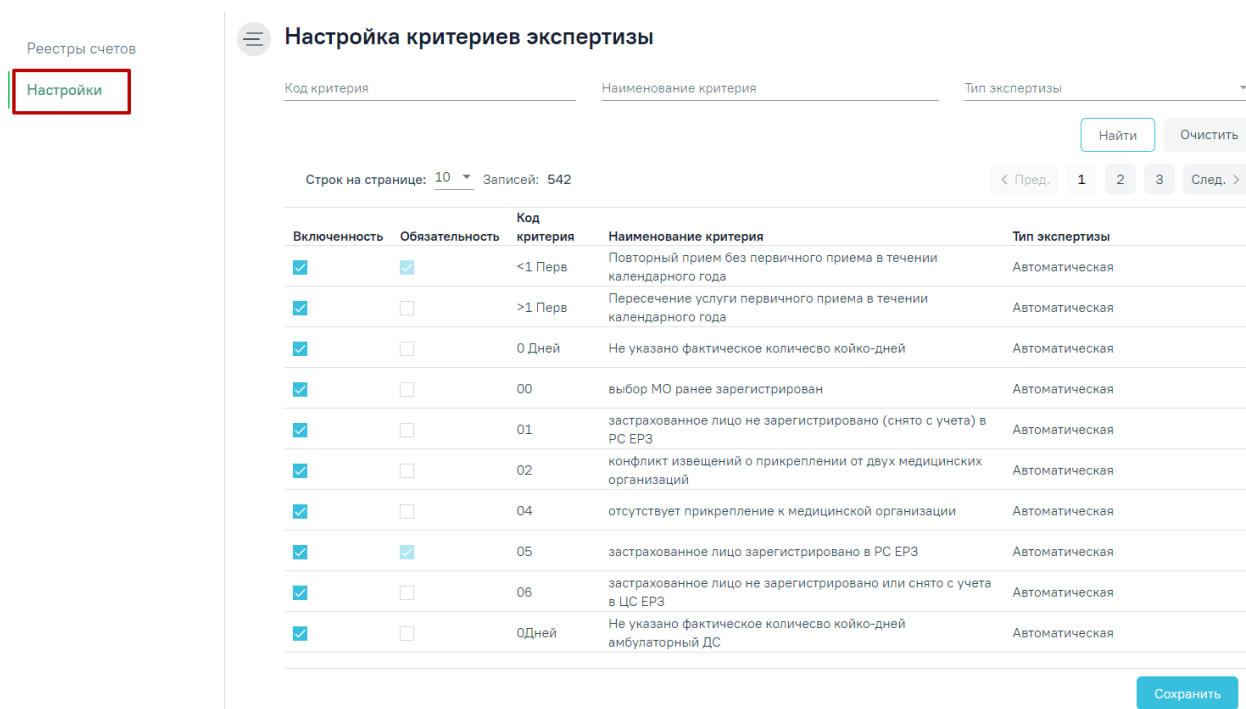 Реестры счетов
Настройки
Настройка критериев экспертизы
Код критерия
Наименование критерия
Тип экспертизы
Найти
Очистить
Строк на странице: 10 Записей: 542
< Пред. 1 2 3 След. >
Включенность Обязательность Код критерия Наименование критерия Тип экспертизы
<1 Перв Повторный прием без первичного приема в течении Автоматическая
календарного года
>1 Перв Пересечение услуги первичного приема в течении Автоматическая
календарного года
0 Дней Не указано фактическое количесво койко-дней Автоматическая
00 выбор МО ранее зарегистрирован Автоматическая
01 застрахованное лицо не зарегистрировано (снято с учета) в Автоматическая
РС ЕРЗ
02 конфликт извещений о прикреплении от двух медицинских Автоматическая
организаций
04 отсутствует прикрепление к медицинской организации Автоматическая
05 застрахованное лицо зарегистрировано в РС ЕРЗ Автоматическая
06 застрахованное лицо не зарегистрировано или снято с учета Автоматическая
в ЦС ЕРЗ
0Дней Не указано фактическое количесво койко-дней Автоматическая
амбулаторный ДС
Сохранить